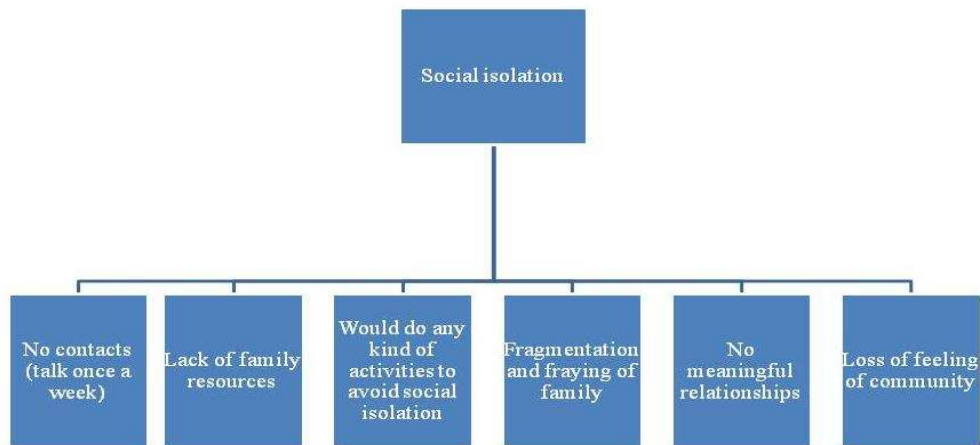 Social isolation
No contacts
(talk once a
week)
Lack of family
resources
Would do any
kind of
activities to
avoid social
isolation
Fragmentation
and fraying of
family
No
meaningful
relationships
Loss of feeling
of community